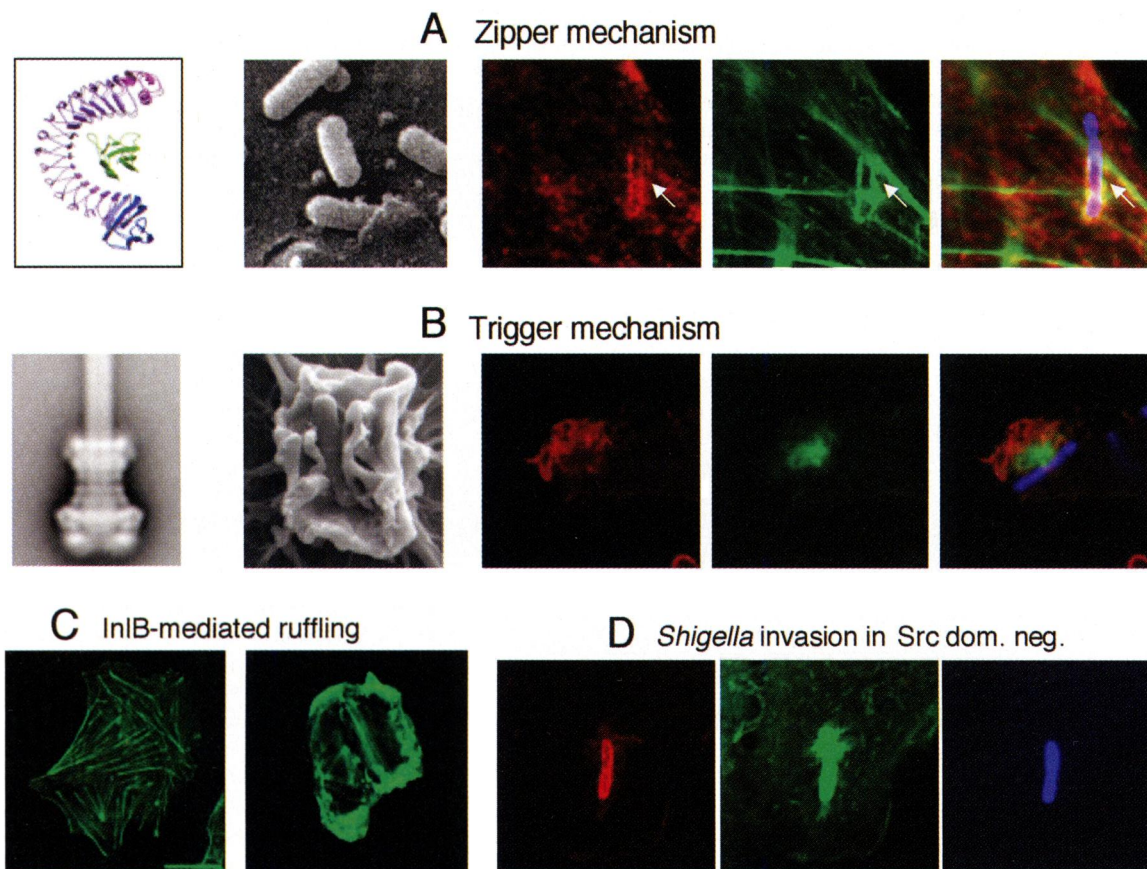 A Zipper mechanism
B Trigger mechanism
C InlB-mediated ruffling
D Shigella invasion in Src dom. neg.